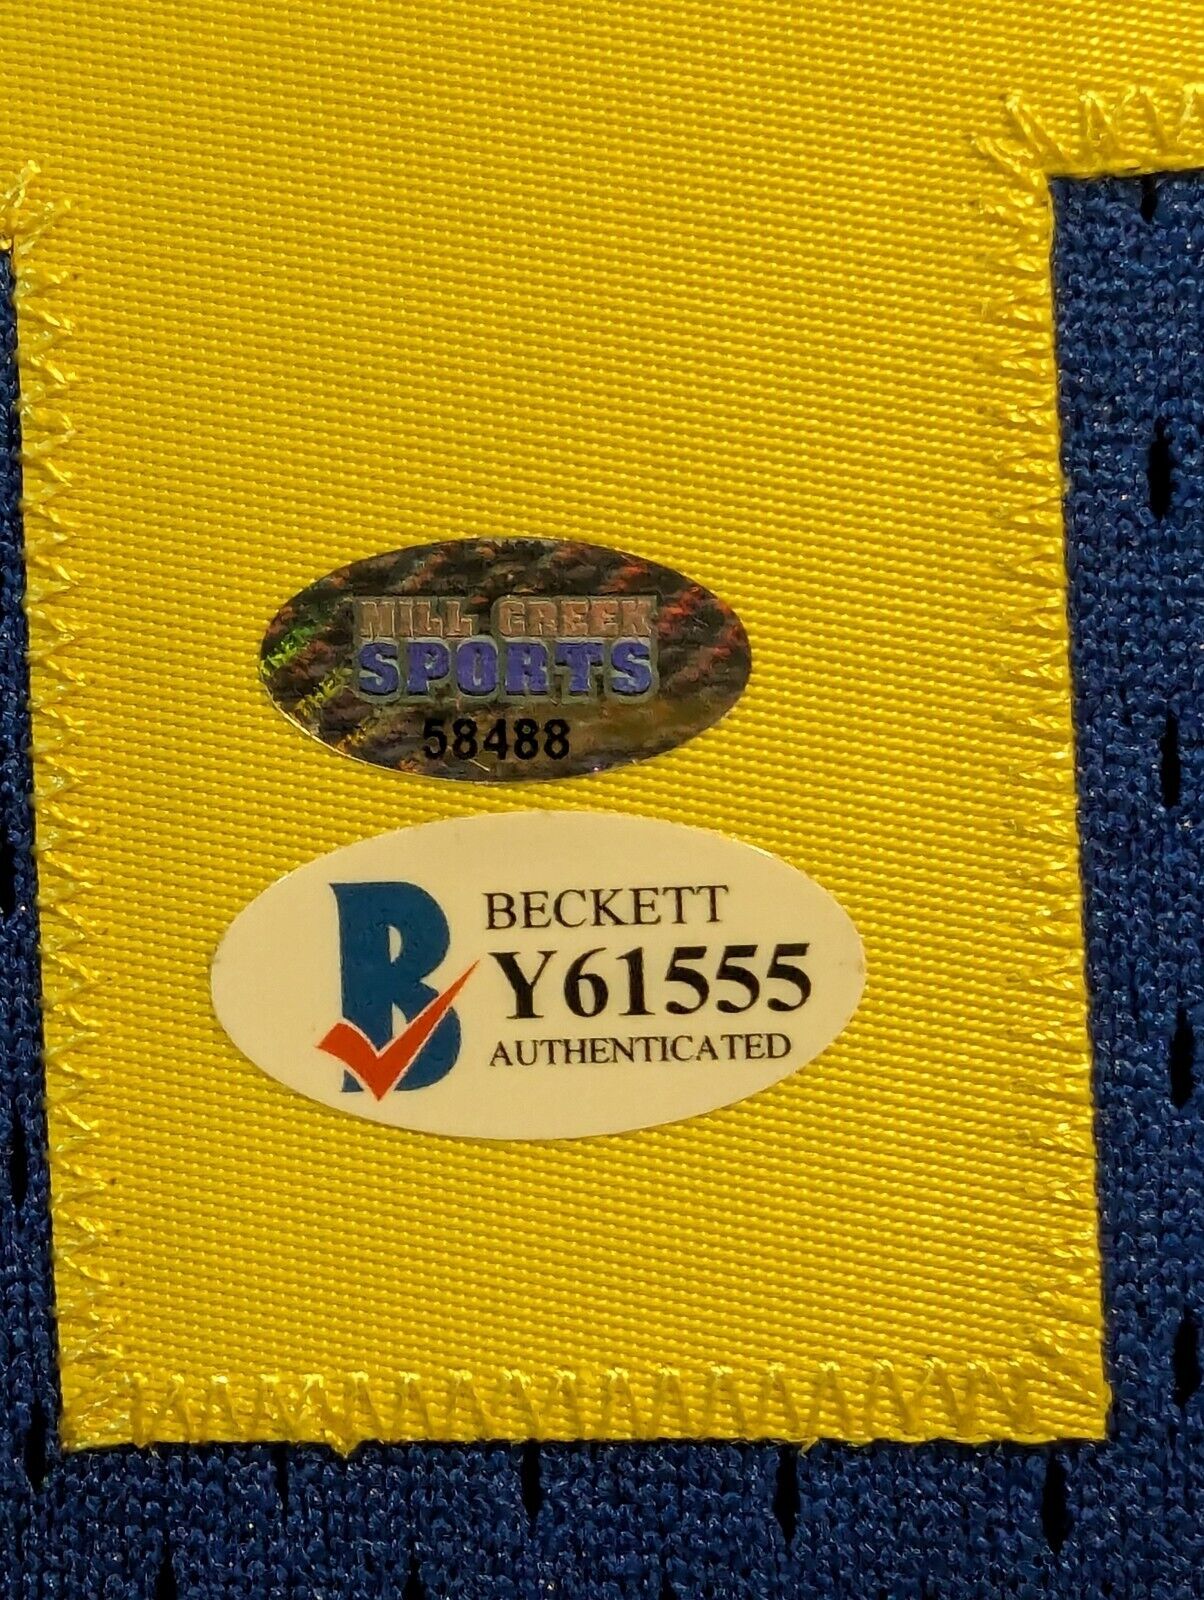 MILL CREEK
SPORTS
58488
BECKETT
Y61555
AUTHENTICATED